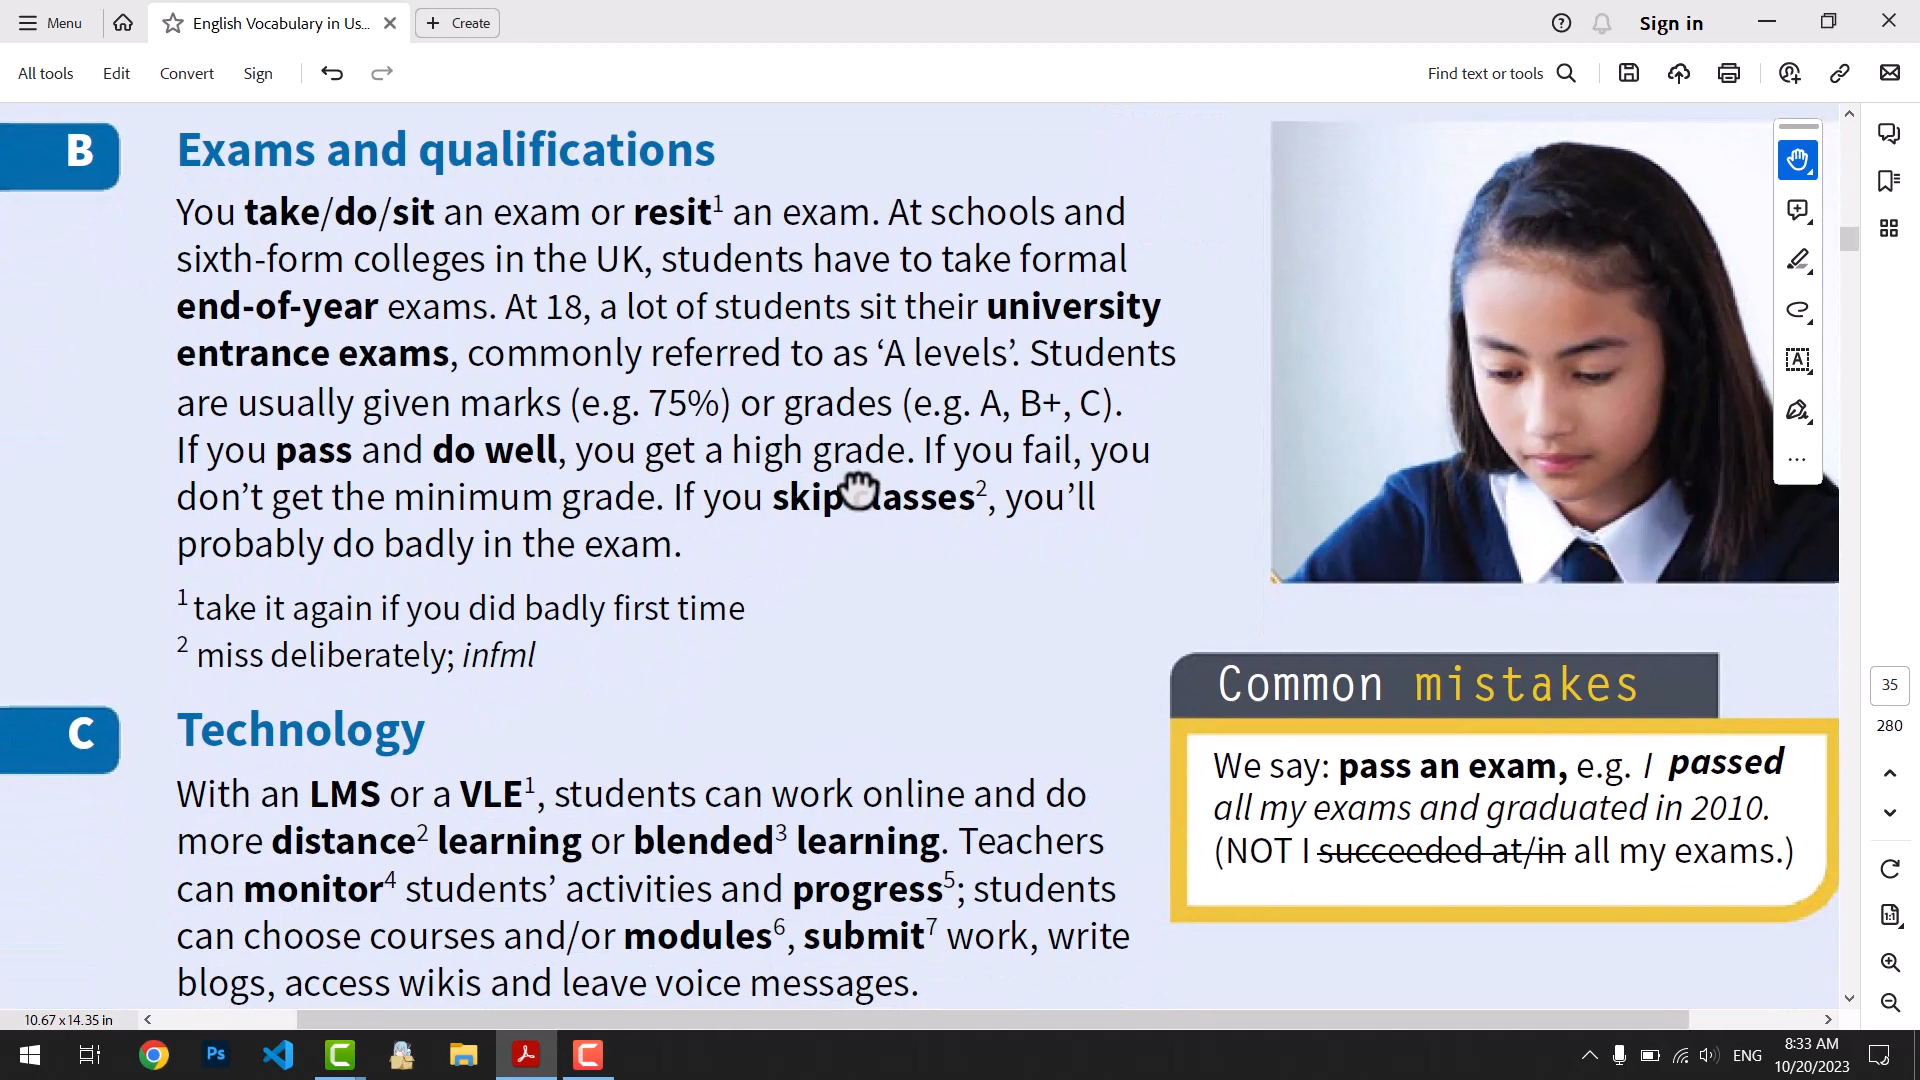 Menu
English Vocabulary in Us...
Create
Sign in
All tools
Edit
Convert
Sign
Find text or tools
B
Exams and qualifications
You take/do/sit an exam or resit1 an exam. At schools and
sixth-form colleges in the UK, students have to take formal
end-of-year exams. At 18, a lot of students sit their university
entrance exams, commonly referred to as ‘A levels’. Students
are usually given marks (e.g. 75%) or grades (e.g. A, B+, C).
If you pass and do well, you get a high grade. If you fail, you
don’t get the minimum grade. If you skip classes2, you’ll
probably do badly in the exam.
1 take it again if you did badly first time
2 miss deliberately; infml
Common mistakes
We say: pass an exam, e.g. I passed
all my exams and graduated in 2010.
(NOT I succeeded at/in all my exams.)
C
Technology
With an LMS or a VLE1, students can work online and do
more distance2 learning or blended3 learning. Teachers
can monitor4 students’ activities and progress5; students
can choose courses and/or modules6, submit7 work, write
blogs, access wikis and leave voice messages.
35
280
10.67 x 14.35 in
Ps
ENG
8:33 AM
10/20/2023